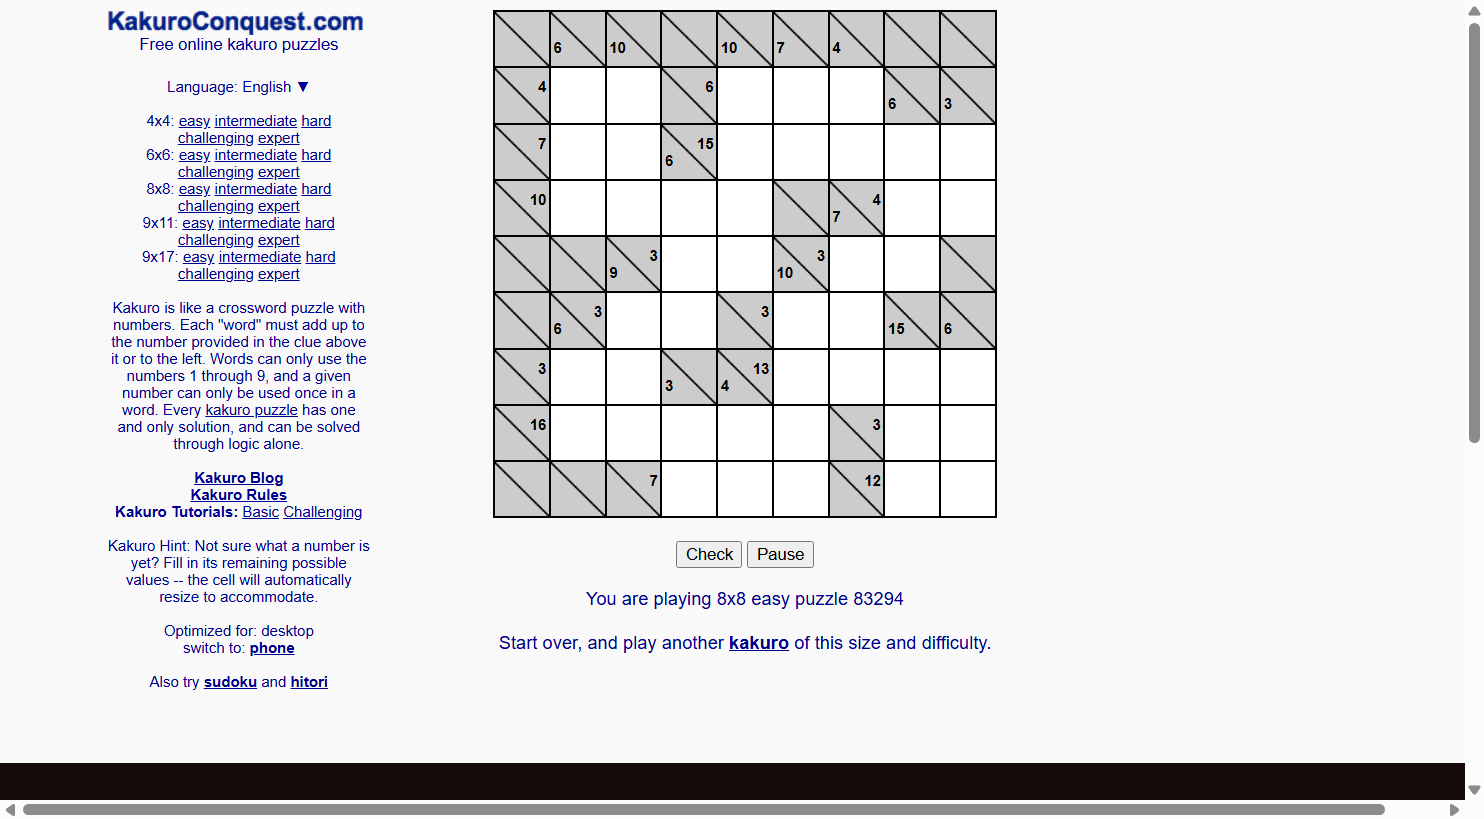 KakuroConquest.com
Free online kakuro puzzles
Language: English ▼
4x4: easy intermediate hard
challenging expert
6x6: easy intermediate hard
challenging expert
8x8: easy intermediate hard
challenging expert
9x11: easy intermediate hard
challenging expert
9x17: easy intermediate hard
challenging expert
Kakuro is like a crossword puzzle with
numbers. Each "word" must add up to
the number provided in the clue above
it or to the left. Words can only use the
numbers 1 through 9, and a given
number can only be used once in a
word. Every kakuro puzzle has one
and only solution, and can be solved
through logic alone.
Kakuro Blog
Kakuro Rules
Kakuro Tutorials: Basic Challenging
Kakuro Hint: Not sure what a number is
yet? Fill in its remaining possible
values -- the cell will automatically
resize to accommodate.
Optimized for: desktop
switch to: phone
Also try sudoku and hitori
6 10 10 7 4
4 6 6 3
7 6 15
10 7 4
9 3 10 3
6 3 3 15 6
3 3 4 13
16 3
7 12
Check Pause
You are playing 8x8 easy puzzle 83294
Start over, and play another kakuro of this size and difficulty.